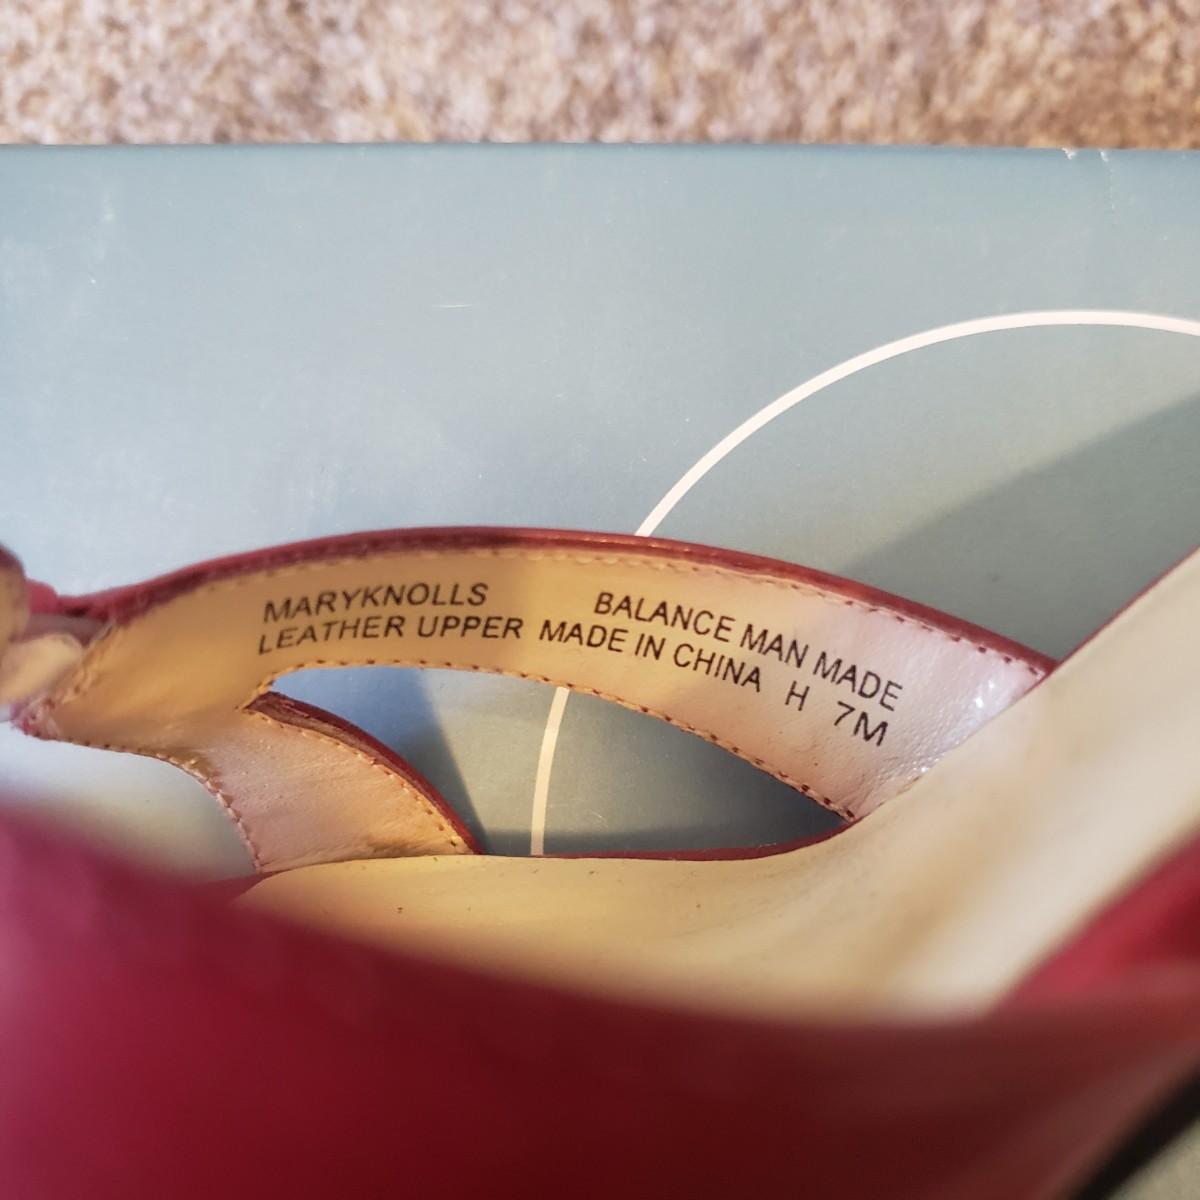 MARYKNOLLS BALANCE MAN MADE
LEATHER UPPER MADE IN CHINA H 7M